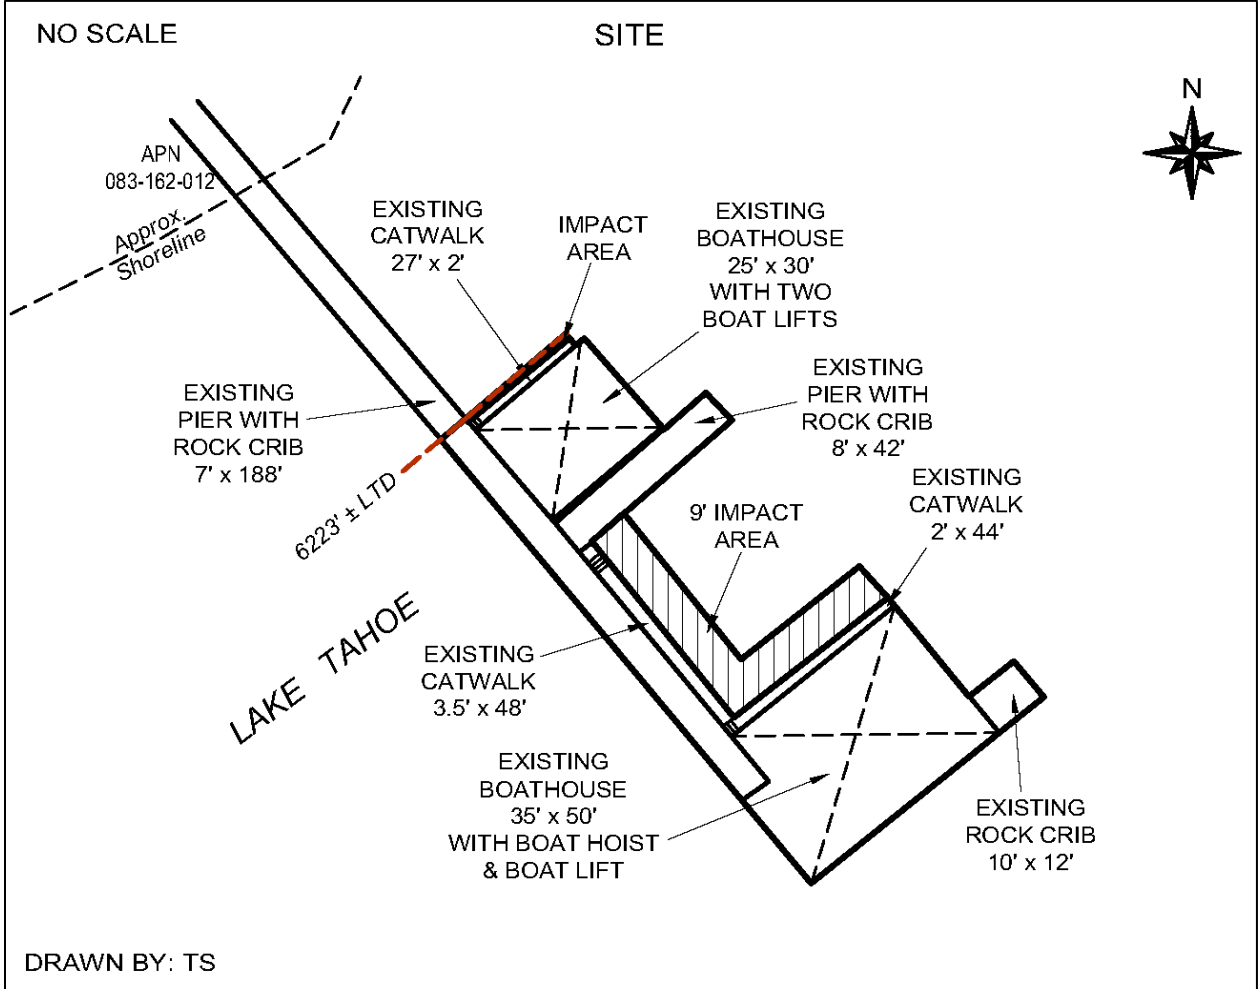 NO SCALE
SITE
N
APN
083-162-012
Approx.
Shoreline
EXISTING
CATWALK
27' x 2'
IMPACT
AREA
EXISTING
BOATHOUSE
25' x 30'
WITH TWO
BOAT LIFTS
EXISTING
PIER WITH
ROCK CRIB
7' x 188'
EXISTING
PIER WITH
ROCK CRIB
8' x 42'
6223' ± LTD
9' IMPACT
AREA
EXISTING
CATWALK
2' x 44'
LAKE TAHOE
EXISTING
CATWALK
3.5' x 48'
EXISTING
BOATHOUSE
35' x 50'
WITH BOAT HOIST
& BOAT LIFT
EXISTING
ROCK CRIB
10' x 12'
DRAWN BY: TS